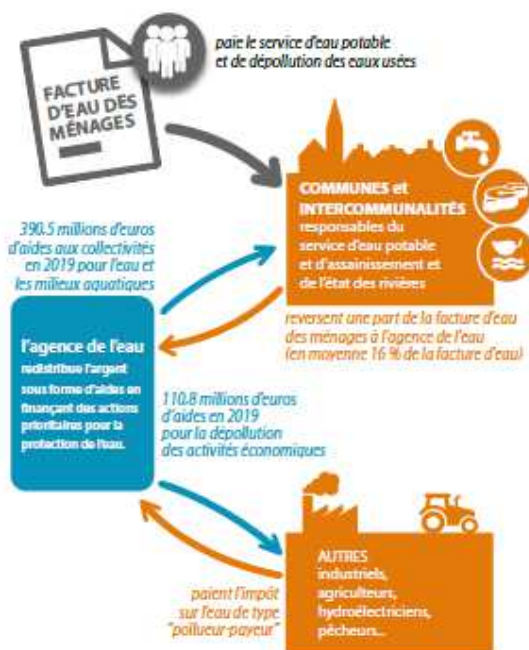 paie le service d'eau potable
et de dépollution des eaux usées
FACTURE
D'EAU DES
MÉNAGES
COMMUNES et
INTERCOMMUNALITÉS
responsables du
service d'eau potable
et d'assainissement et
de l'état des rivières
390,5 millions d'euros
d'aides aux collectivités
en 2019 pour l'eau et
les milieux aquatiques
reversent une part de la facture d'eau
des ménages à l'agence de l'eau
(en moyenne 16 % de la facture d'eau)
l'agence de l'eau
redistribue l'argent
sous forme d'aides en
finançant des actions
prioritaires pour la
protection de l'eau.
110,8 millions d'euros
d'aides en 2019
pour la dépollution
des activités économiques
AUTRES
industriels,
agriculteurs,
hydroélectriciens,
pêcheurs...
paient l'impôt
sur l'eau de type
"pollueur-payeur"